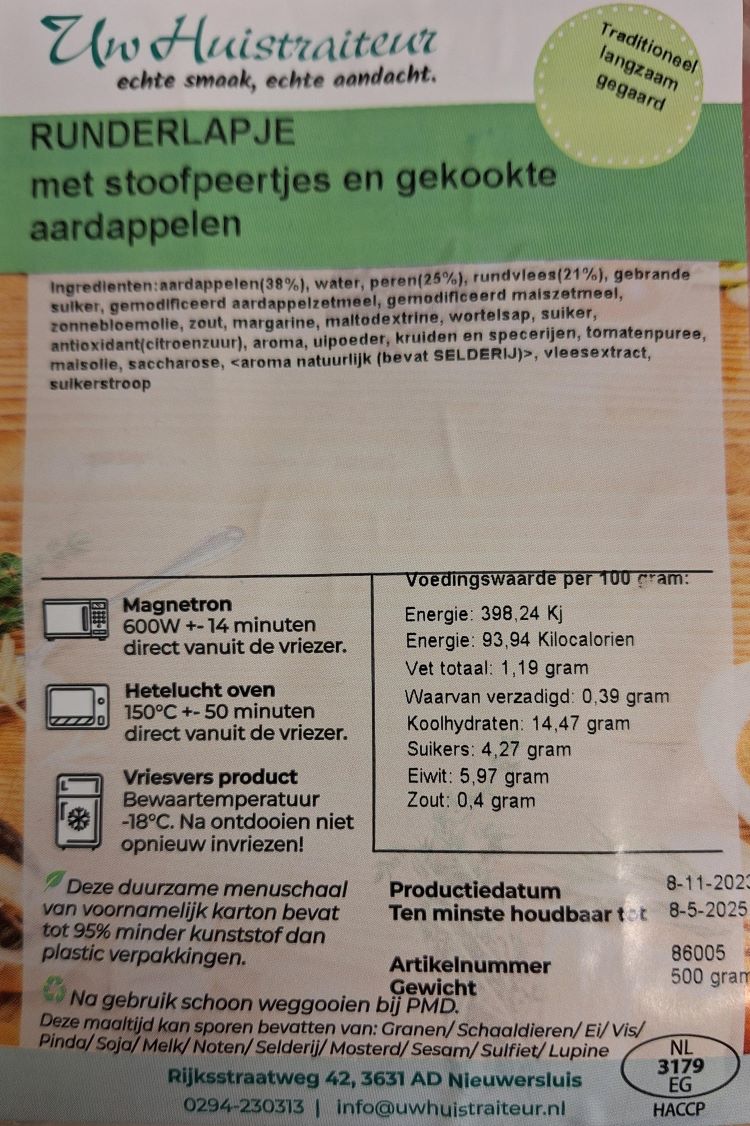 Uw Huistraiteur
echte smaak, echte aandacht.
Traditioneel
langzaam
gegaard
RUNDERLAPJE
met stoofpeertjes en gekookte
aardappelen
Ingredienten:aardappelen(38%), water, peren(25%), rundvlees(21%), gebrande
suiker, gemodificeerd aardappelzetmeel, gemodificeerd maiszetmeel,
zonnebloemolie, zout, margarine, maltodextrine, wortelsap, suiker,
antioxidant(citroenzuur), aroma, uipoeder, kruiden en specerijen, tomatenpuree,
maisolie, saccharose, <aroma natuurlijk (bevat SELDERIJ)>, vleesextract,
suikerstroop
Magnetron
600W +- 14 minuten
direct vanuit de vriezer.
Hetelucht oven
150°C +- 50 minuten
direct vanuit de vriezer.
Vriesvers product
Bewaartemperatuur
-18°C. Na ontdooien niet
opnieuw invriezen!
Voedingswaarde per 100 gram:
Energie: 398,24 Kj
Energie: 93,94 Kilocalorien
Vet totaal: 1,19 gram
Waarvan verzadigd: 0,39 gram
Koolhydraten: 14,47 gram
Suikers: 4,27 gram
Eiwit: 5,97 gram
Zout: 0,4 gram
Deze duurzame menuschaal
van voornamelijk karton bevat
tot 95% minder kunststof dan
plastic verpakkingen.
Productiedatum 8-11-2023
Ten minste houdbaar tot 8-5-2025
Artikelnummer 86005
Gewicht 500 gram
Na gebruik schoon weggooien bij PMD.
Deze maaltijd kan sporen bevatten van: Granen/ Schaaldieren/ Ei/ Vis/
Pinda/ Soja/ Melk/ Noten/ Selderij/ Mosterd/ Sesam/ Sulfiet/ Lupine
Rijksstraatweg 42, 3631 AD Nieuwersluis
0294-230313 | info@uwhuistraiteur.nl
NL
3179
EG
HACCP